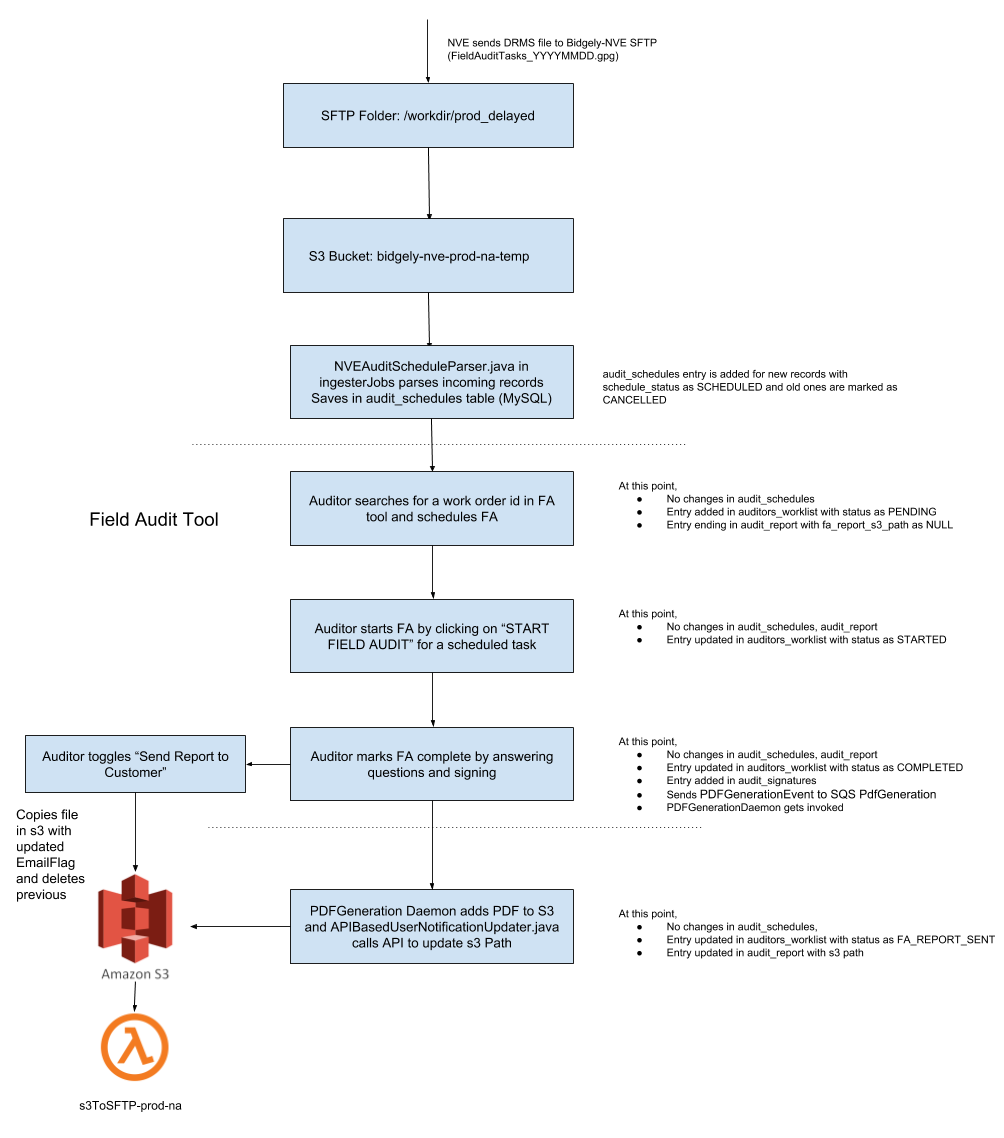 NVE sends DRMS file to Bidgely-NVE SFTP
(FieldAuditTasks_YYYYMMDD.gpg)
SFTP Folder: /workdir/prod_delayed
S3 Bucket: bidgely-nve-prod-na-temp
NVEAuditScheduleParser.java in
ingesterJobs parses incoming records
Saves in audit_schedules table (MySQL)
audit_schedules entry is added for new records with
schedule_status as SCHEDULED and old ones are marked as
CANCELLED
Field Audit Tool
Auditor searches for a work order id in FA
tool and schedules FA
At this point,
● No changes in audit_schedules
● Entry added in auditors_worklist with status as PENDING
● Entry ending in audit_report with fa_report_s3_path as NULL
Auditor starts FA by clicking on “START
FIELD AUDIT” for a scheduled task
At this point,
● No changes in audit_schedules, audit_report
● Entry updated in auditors_worklist with status as STARTED
Auditor toggles “Send Report to
Customer”
Auditor marks FA complete by answering
questions and signing
At this point,
● No changes in audit_schedules, audit_report
● Entry updated in auditors_worklist with status as COMPLETED
● Entry added in audit_signatures
● Sends PDFGenerationEvent to SQS PdfGeneration
● PDFGenerationDaemon gets invoked
Copies file
in s3 with
updated
EmailFlag
and deletes
previous
PDFGeneration Daemon adds PDF to S3
and APIBasedUserNotificationUpdater.java
calls API to update s3 Path
At this point,
● No changes in audit_schedules,
● Entry updated in auditors_worklist with status as FA_REPORT_SENT
● Entry updated in audit_report with s3 path
Amazon S3
s3ToSFTP-prod-na